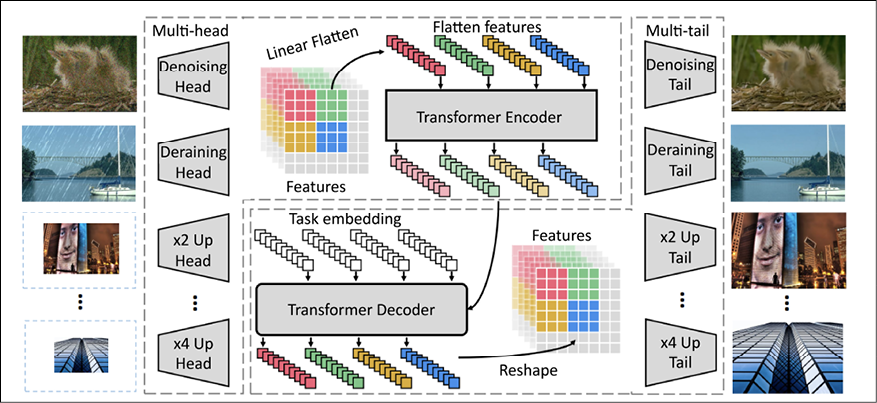 Multi-head
Denoising
Head
Deraining
Head
x2 Up
Head
...
x4 Up
Head
Linear Flatten
Flatten features
Features
Transformer Encoder
Task embedding
Transformer Decoder
Features
Reshape
Multi-tail
Denoising
Tail
Deraining
Tail
x2 Up
Tail
...
x4 Up
Tail